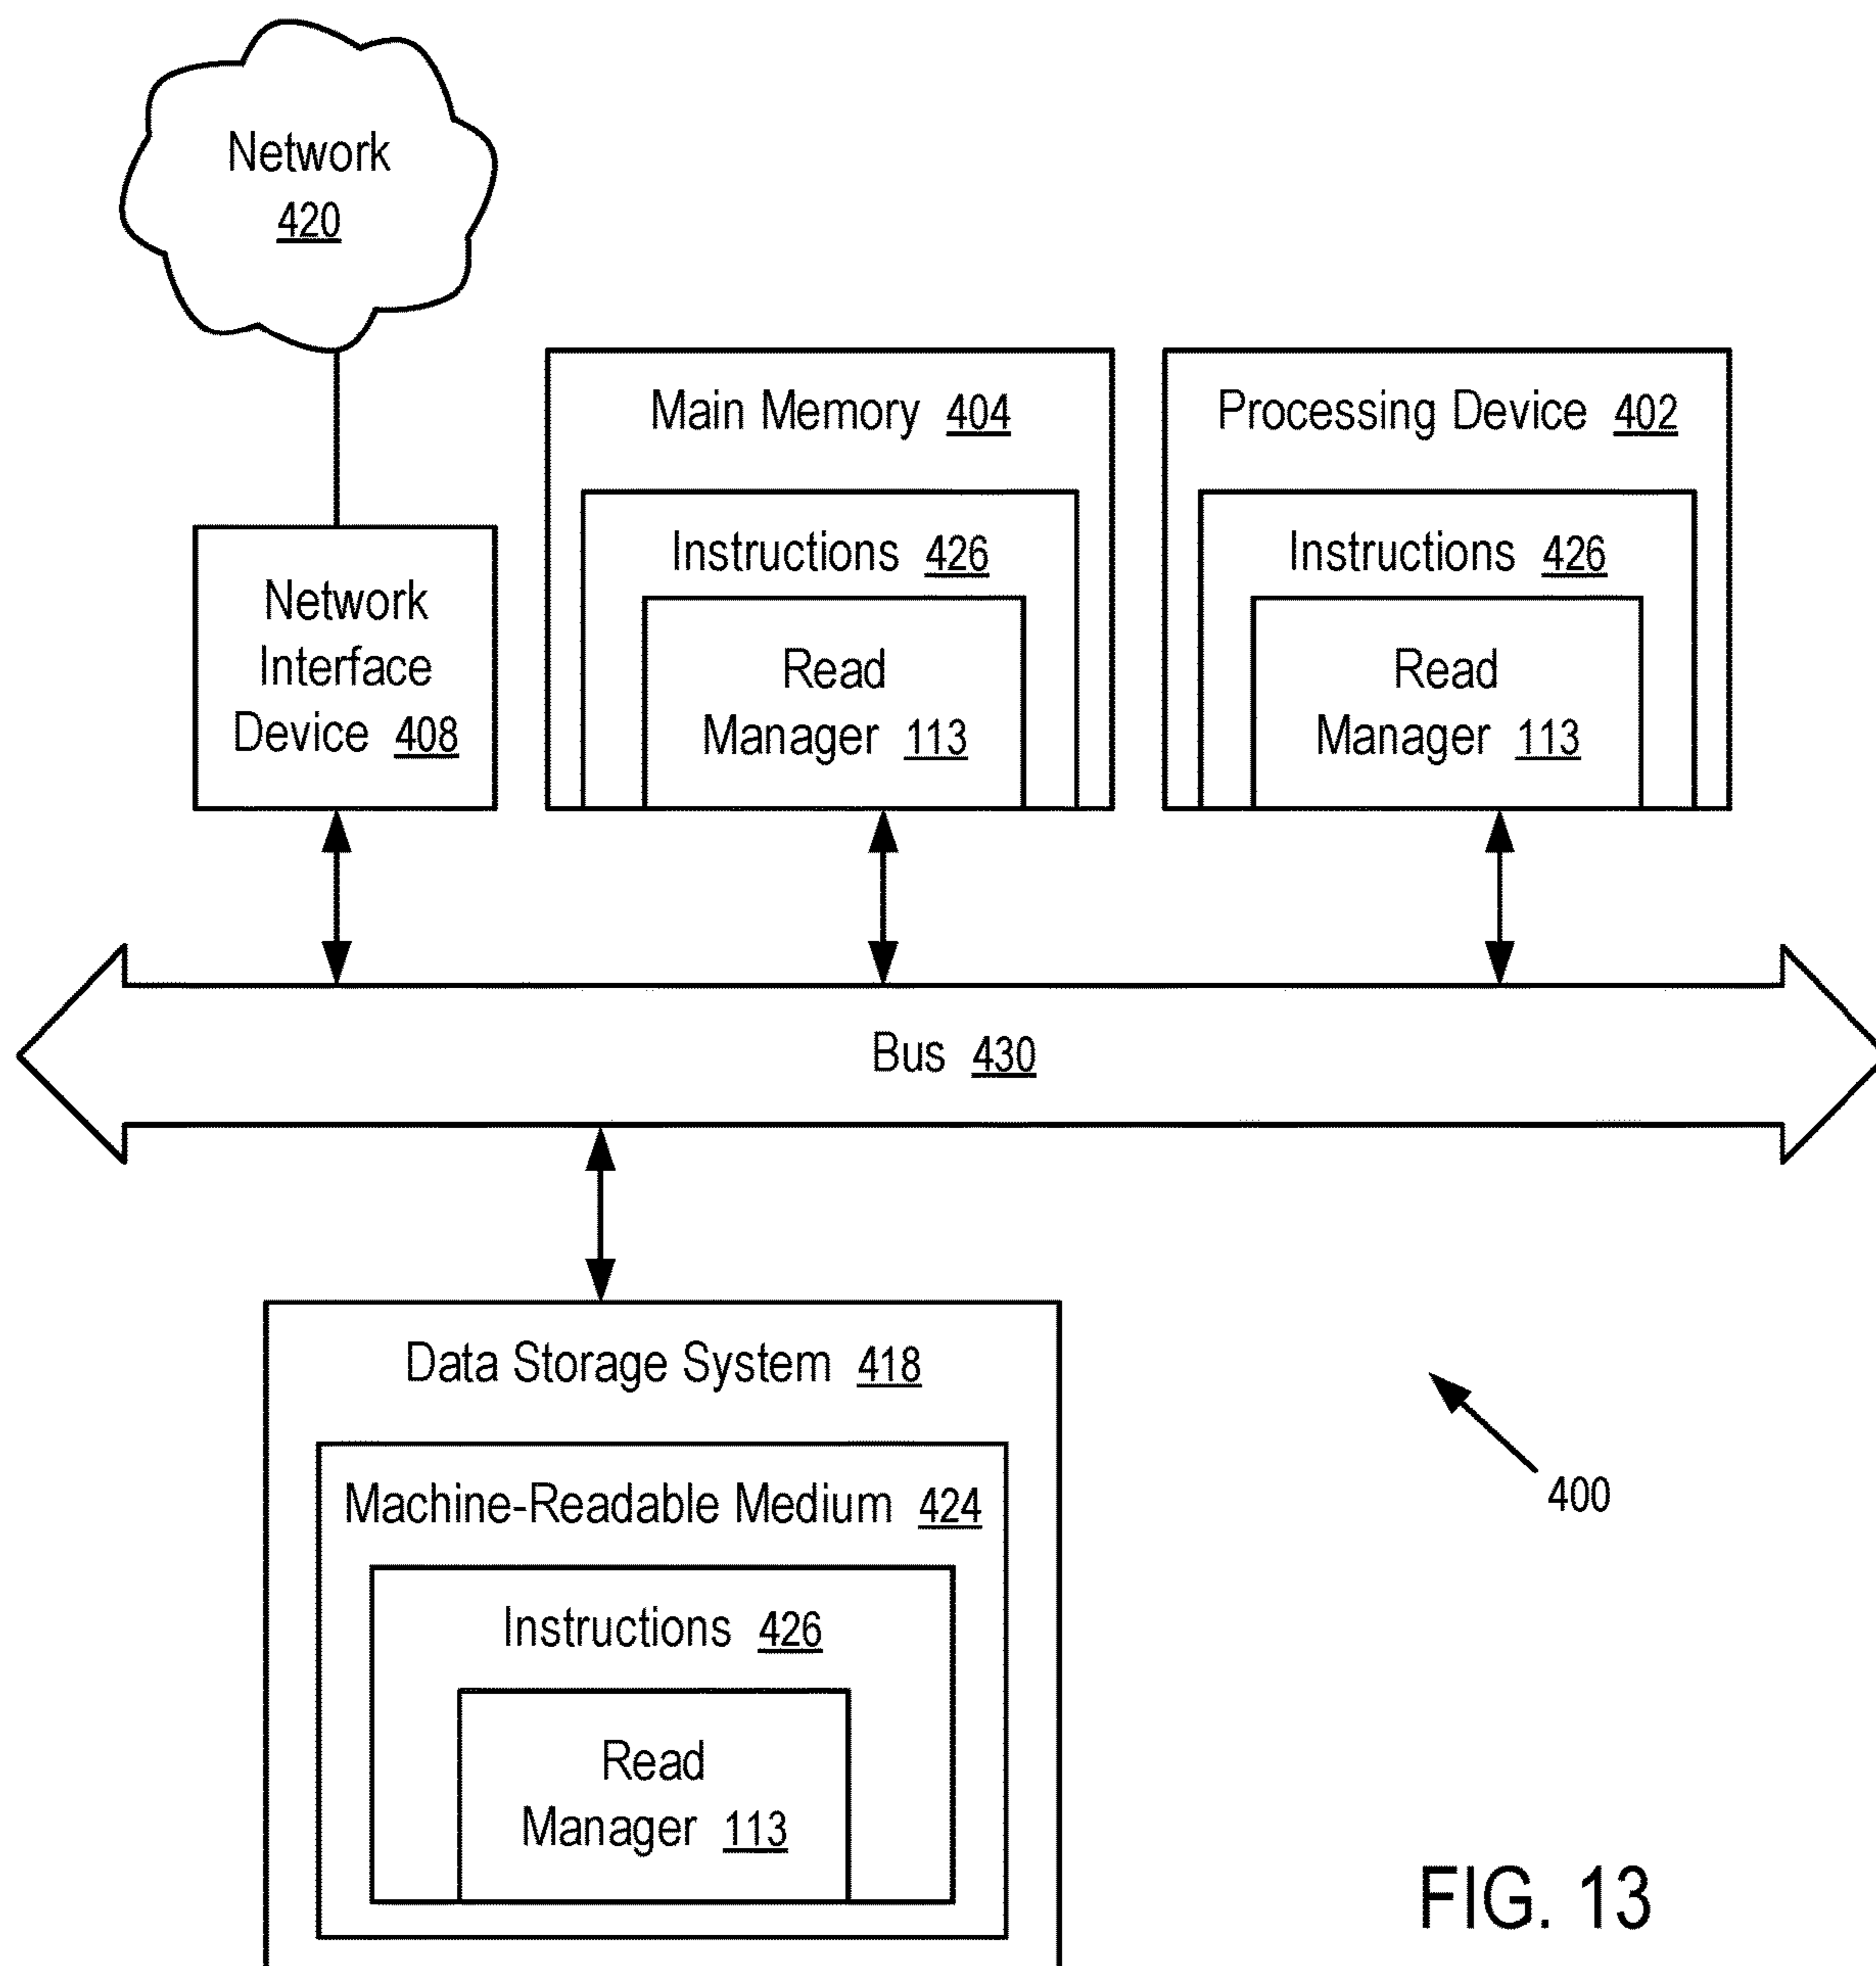 Network
420
Main Memory 404
Instructions 426
Read
Manager 113
Processing Device 402
Instructions 426
Read
Manager 113
Network
Interface
Device 408
Bus 430
Data Storage System 418
Machine-Readable Medium 424
Instructions 426
Read
Manager 113
400
FIG. 13